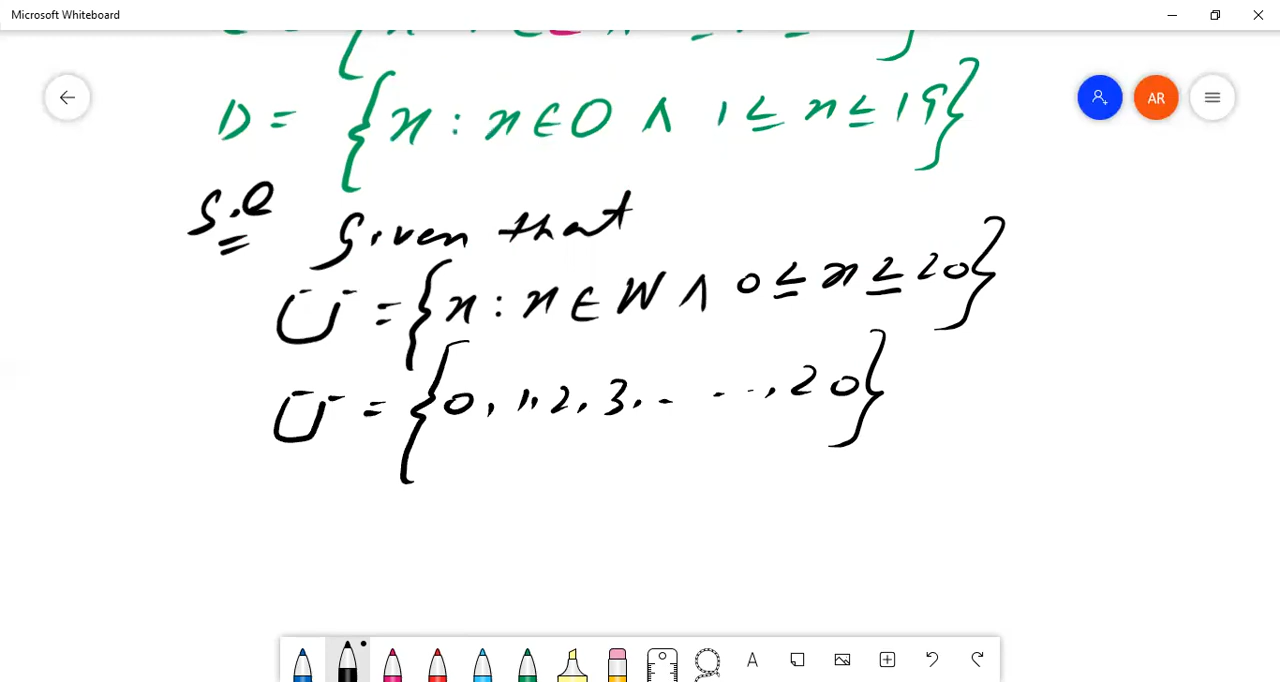 Microsoft Whiteboard
AR
D = {x : x ∈ O ∧ 1 ≤ x ≤ 19}
Given that
U = {x : x ∈ W ∧ 0 ≤ x ≤ 20}
U = {0, 1, 2, 3, . . . ., 20}
A